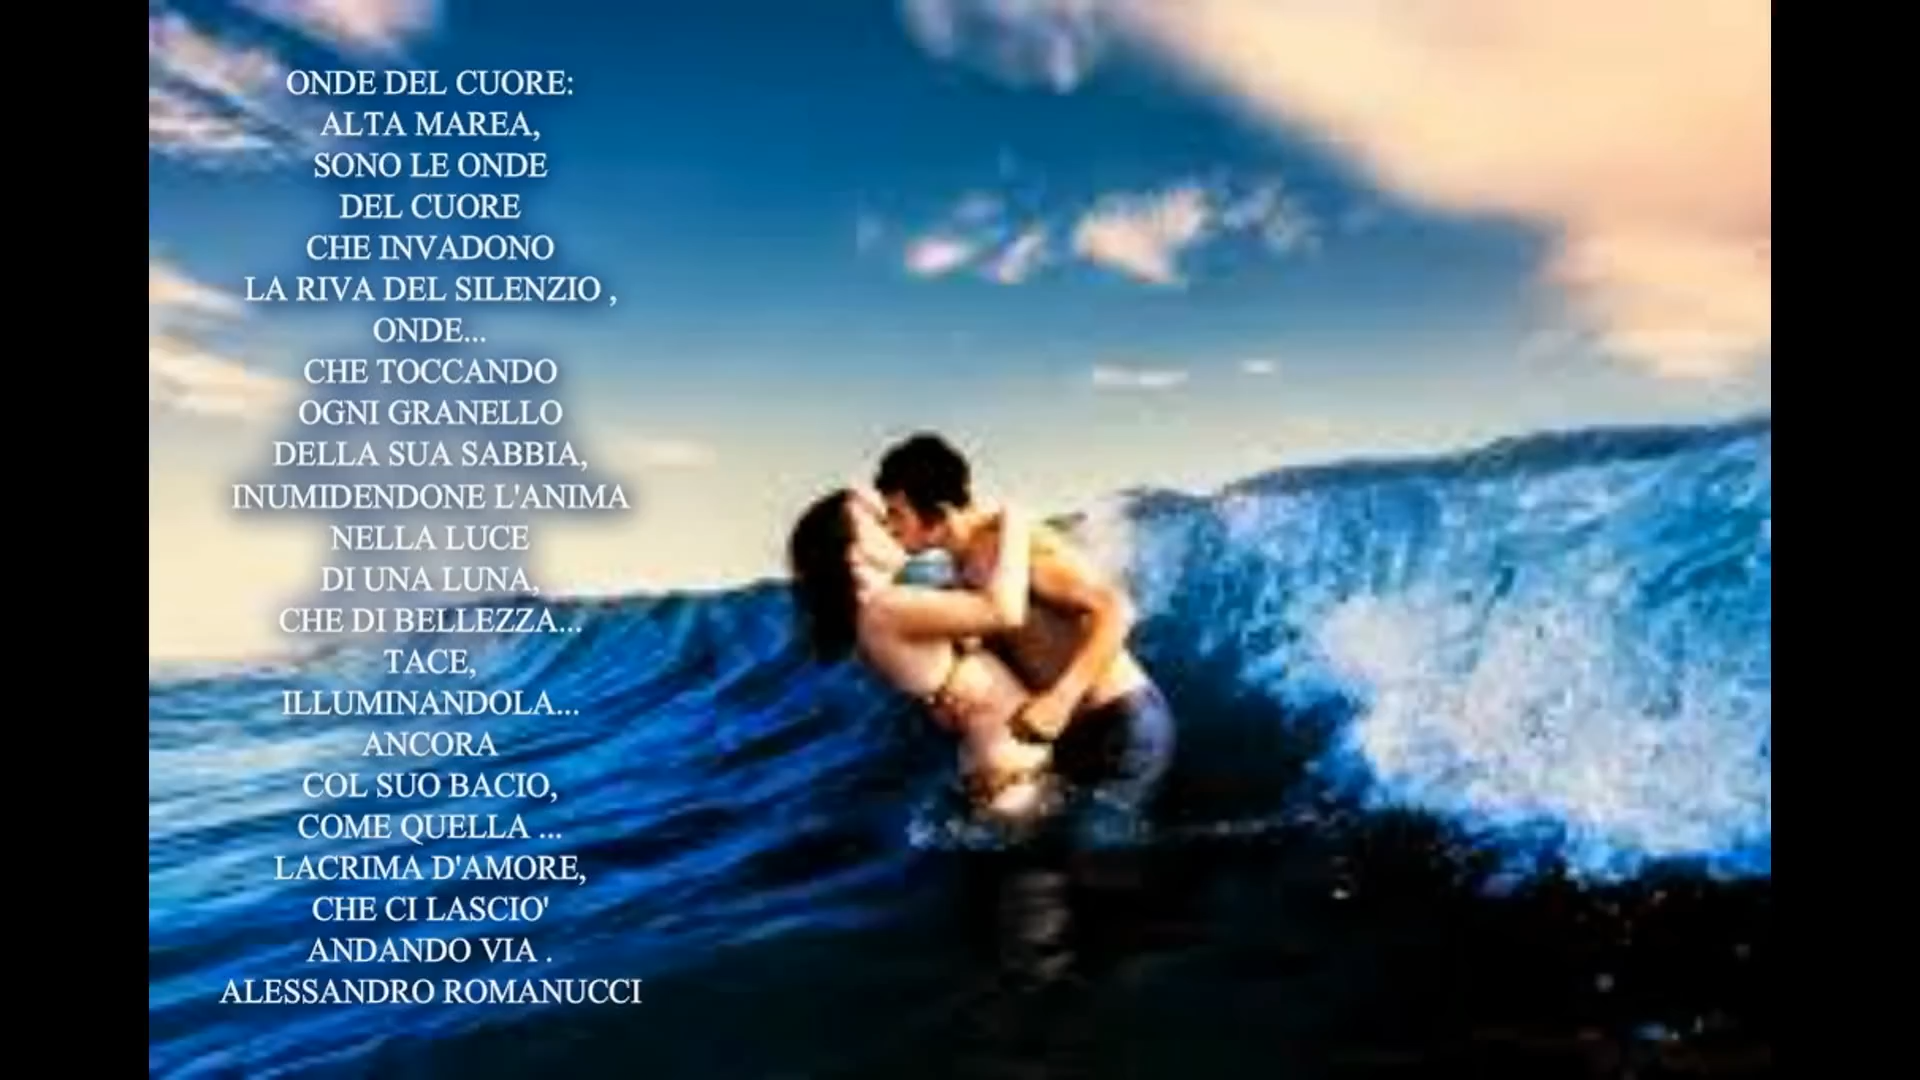 ONDE DEL CUORE:
ALTA MAREA,
SONO LE ONDE
DEL CUORE
CHE INVADONO
LA RIVA DEL SILENZIO ,
ONDE...
CHE TOCCANDO
OGNI GRANELLO
DELLA SUA SABBIA,
INUMIDENDONE L'ANIMA
NELLA LUCE
DI UNA LUNA,
CHE DI BELLEZZA...
TACE,
ILLUMINANDOLA...
ANCORA
COL SUO BACIO,
COME QUELLA ...
LACRIMA D'AMORE,
CHE CI LASCIO'
ANDANDO VIA .
ALESSANDRO ROMANUCCI